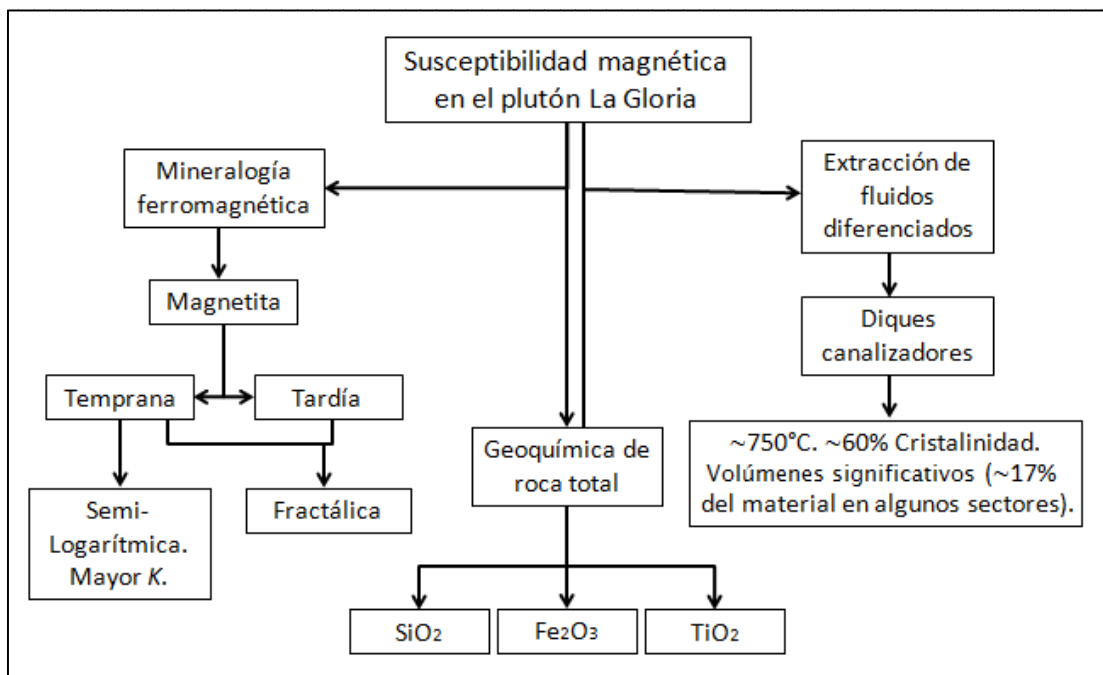 Susceptibilidad magnética
en el plutón La Gloria
Mineralogía
ferromagnética
Magnetita
Temprana
Tardía
Semi-
Logarítmica.
Mayor K.
Fractálica
Geoquímica de
roca total
SiO₂
Fe₂O₃
TiO₂
Extracción de
fluidos
diferenciados
Diques
canalizadores
~750°C. ~60% Cristalinidad.
Volúmenes significativos (~17%
del material en algunos sectores).